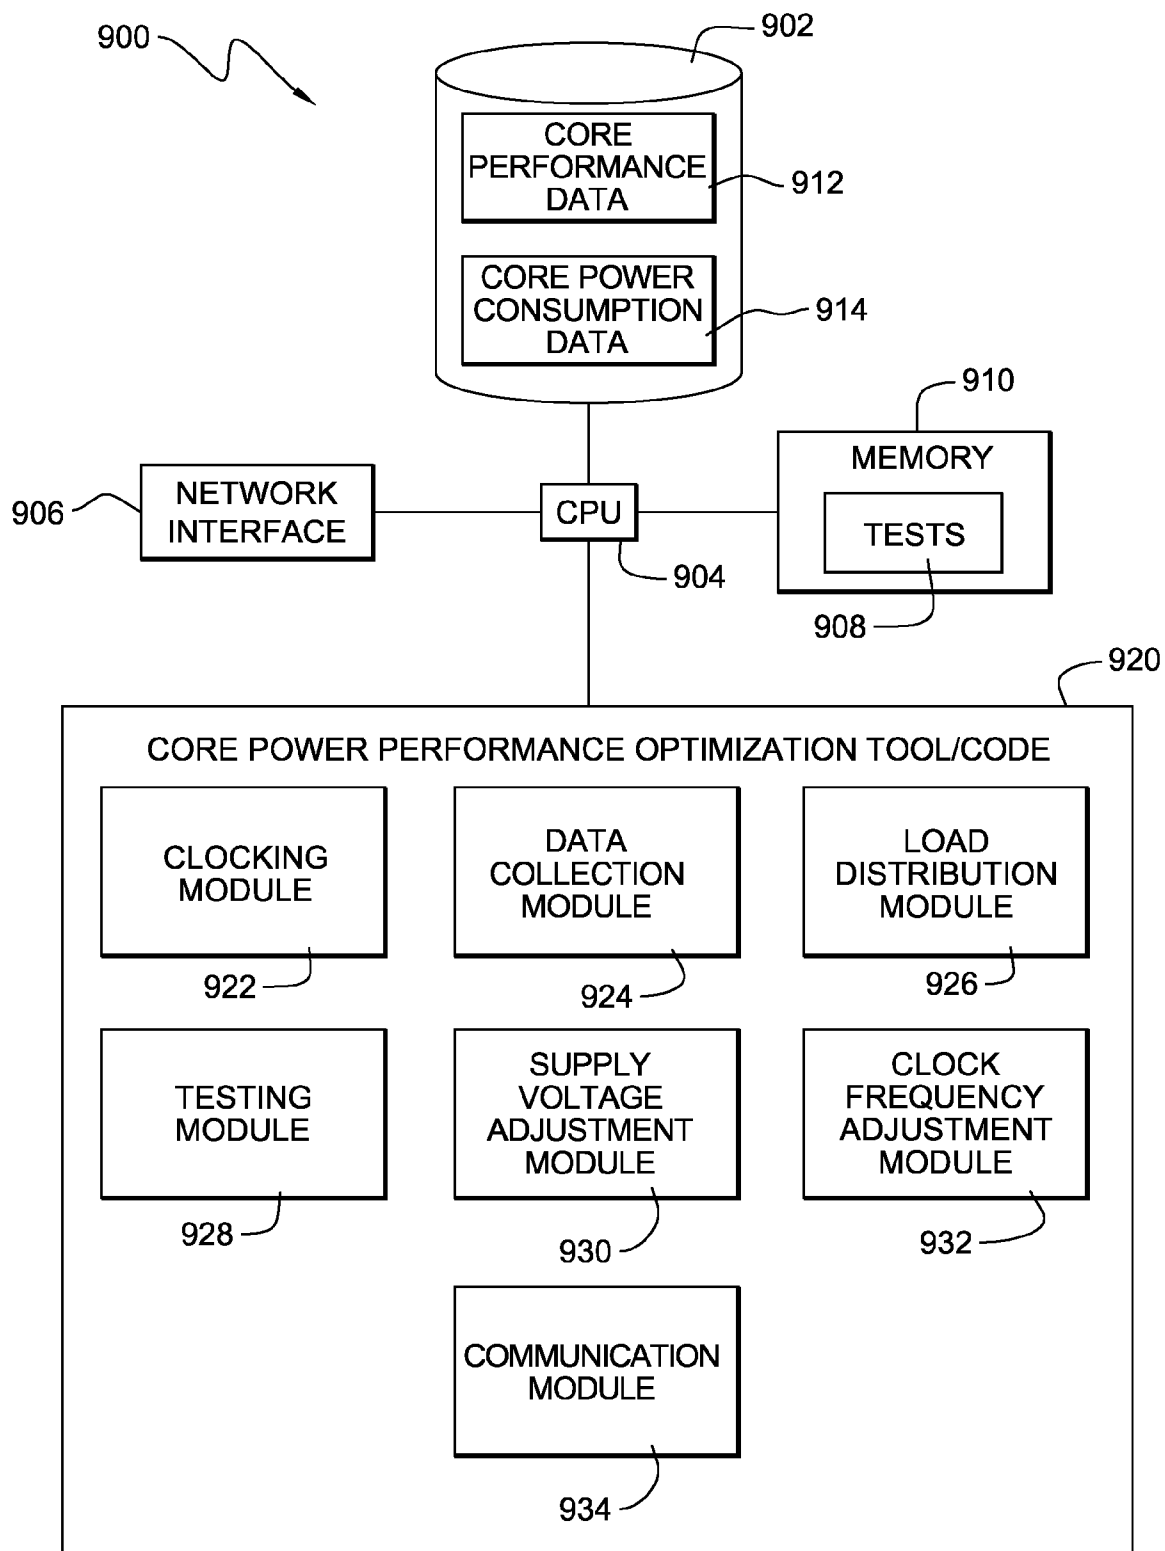 900
902
CORE
PERFORMANCE
DATA
912
CORE POWER
CONSUMPTION
DATA
914
910
MEMORY
TESTS
908
NETWORK
INTERFACE
906
CPU
904
920
CORE POWER PERFORMANCE OPTIMIZATION TOOL/CODE
CLOCKING
MODULE
922
DATA
COLLECTION
MODULE
924
LOAD
DISTRIBUTION
MODULE
926
TESTING
MODULE
928
SUPPLY
VOLTAGE
ADJUSTMENT
MODULE
930
CLOCK
FREQUENCY
ADJUSTMENT
MODULE
932
COMMUNICATION
MODULE
934